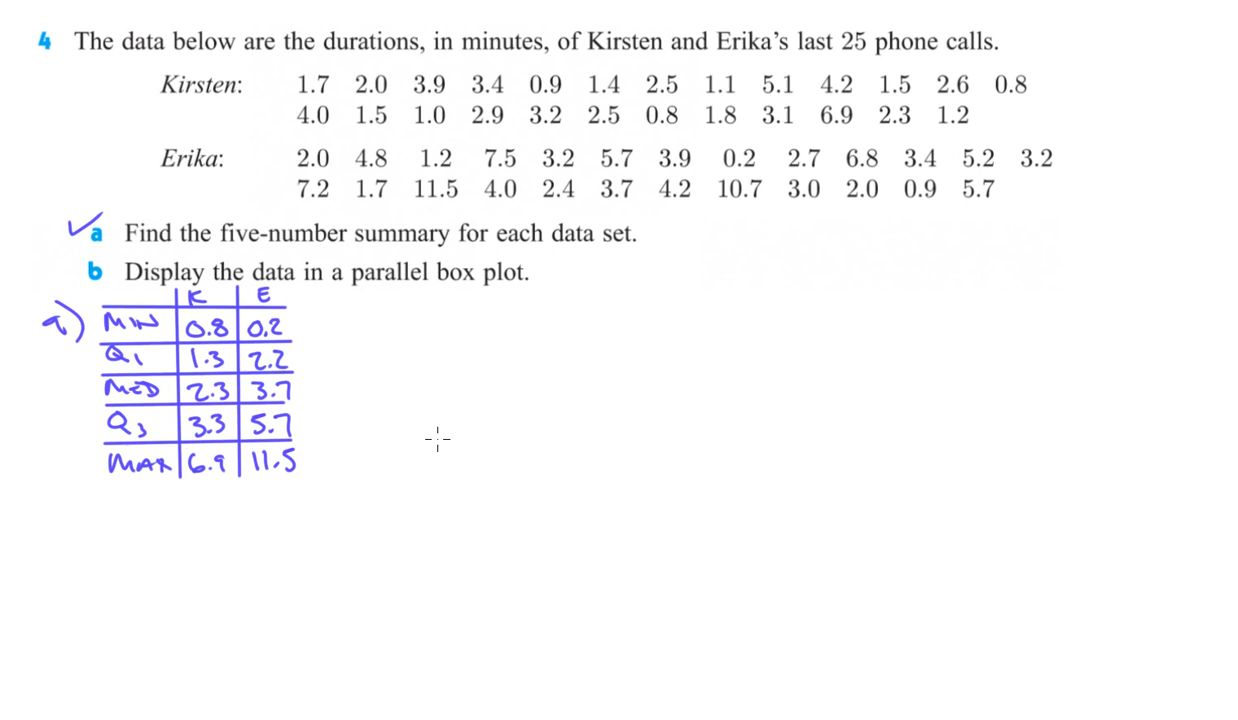 4 The data below are the durations, in minutes, of Kirsten and Erika's last 25 phone calls.
Kirsten: 1.7 2.0 3.9 3.4 0.9 1.4 2.5 1.1 5.1 4.2 1.5 2.6 0.8
4.0 1.5 1.0 2.9 3.2 2.5 0.8 1.8 3.1 6.9 2.3 1.2
Erika: 2.0 4.8 1.2 7.5 3.2 5.7 3.9 0.2 2.7 6.8 3.4 5.2 3.2
7.2 1.7 11.5 4.0 2.4 3.7 4.2 10.7 3.0 2.0 0.9 5.7
a Find the five-number summary for each data set.
b Display the data in a parallel box plot.
K E
a) MIN 0.8 0.2
Q1 1.3 2.2
MED 2.3 3.7
Q3 3.3 5.7
MAX 6.9 11.5